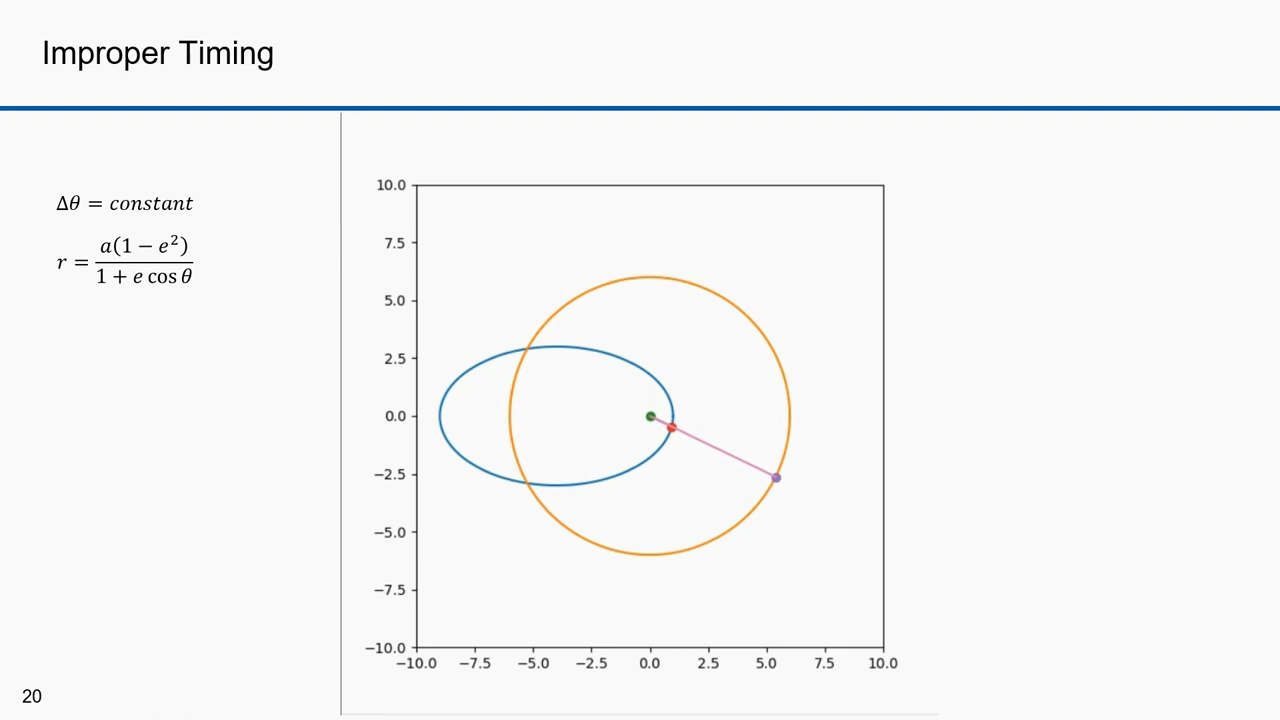 Improper Timing
Δθ = constant
r = a(1 − e²) / 1 + e cos θ
10.0
7.5
5.0
2.5
0.0
−2.5
−5.0
−7.5
−10.0
−10.0 −7.5 −5.0 −2.5 0.0 2.5 5.0 7.5 10.0
20